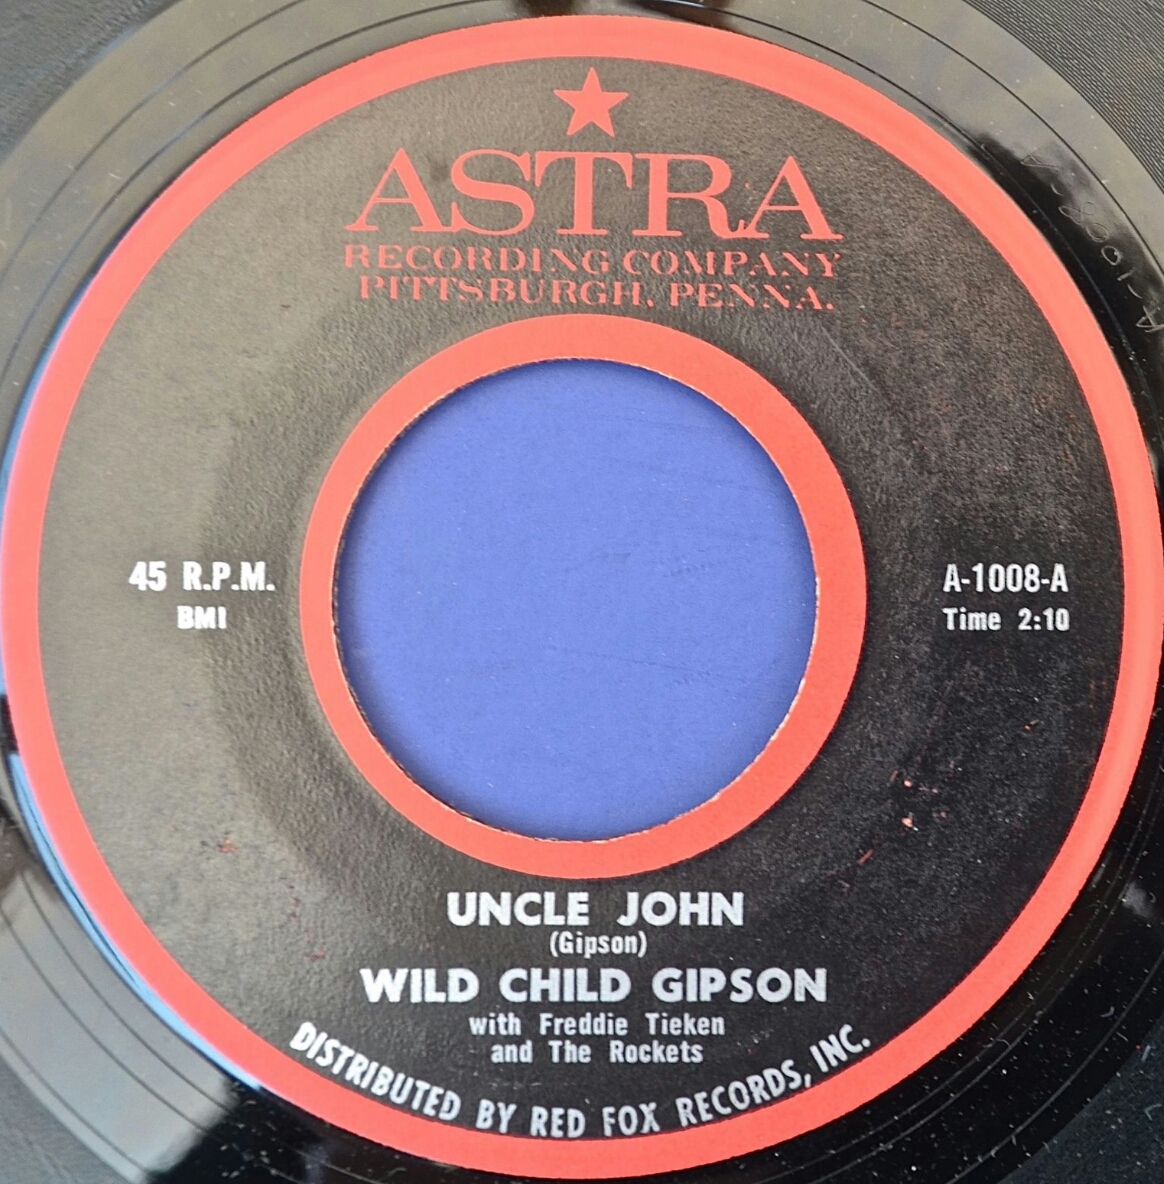 ASTRA
RECORDING COMPANY
PITTSBURGH, PENNA.
45 R.P.M.
BMI
A-1008-A
Time 2:10
UNCLE JOHN
(Gipson)
WILD CHILD GIPSON
with Freddie Tieken
and The Rockets
DISTRIBUTED BY RED FOX RECORDS, INC.
A-1008-A